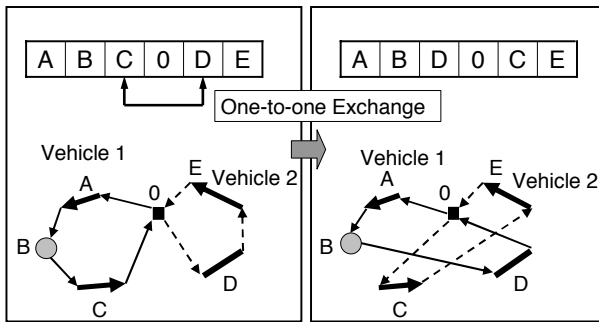 A B C 0 D E
A B D 0 C E
One-to-one Exchange
Vehicle 1
A
0
E
Vehicle 2
B
C
D
Vehicle 1
A
0
E
Vehicle 2
B
C
D